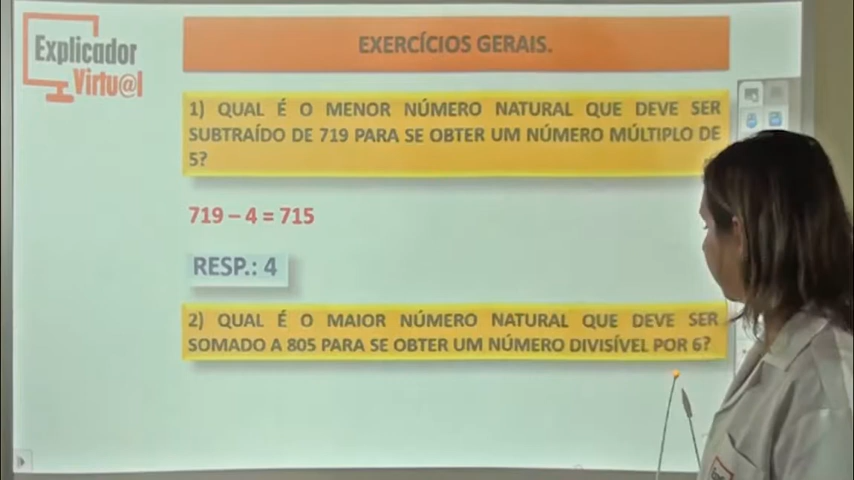 Explicador
Virtu@l
EXERCÍCIOS GERAIS.
1) QUAL É O MENOR NÚMERO NATURAL QUE DEVE SER
SUBTRAÍDO DE 719 PARA SE OBTER UM NÚMERO MÚLTIPLO DE
5?
719 – 4 = 715
RESP.: 4
2) QUAL É O MAIOR NÚMERO NATURAL QUE DEVE SER
SOMADO A 805 PARA SE OBTER UM NÚMERO DIVISÍVEL POR 6?